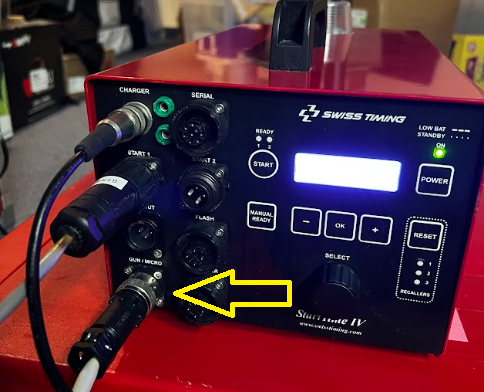 CHARGER
SERIAL
SWISS TIMING
READY
1 2
START
LOW BAT
STANDBY
ON
POWER
START 1
START 2
MANUAL
READY
- OK +
RESET
FLASH
SELECT
1
2
3
RECALLERS
GUN / MICRO
StartTime IV
www.swisstiming.com